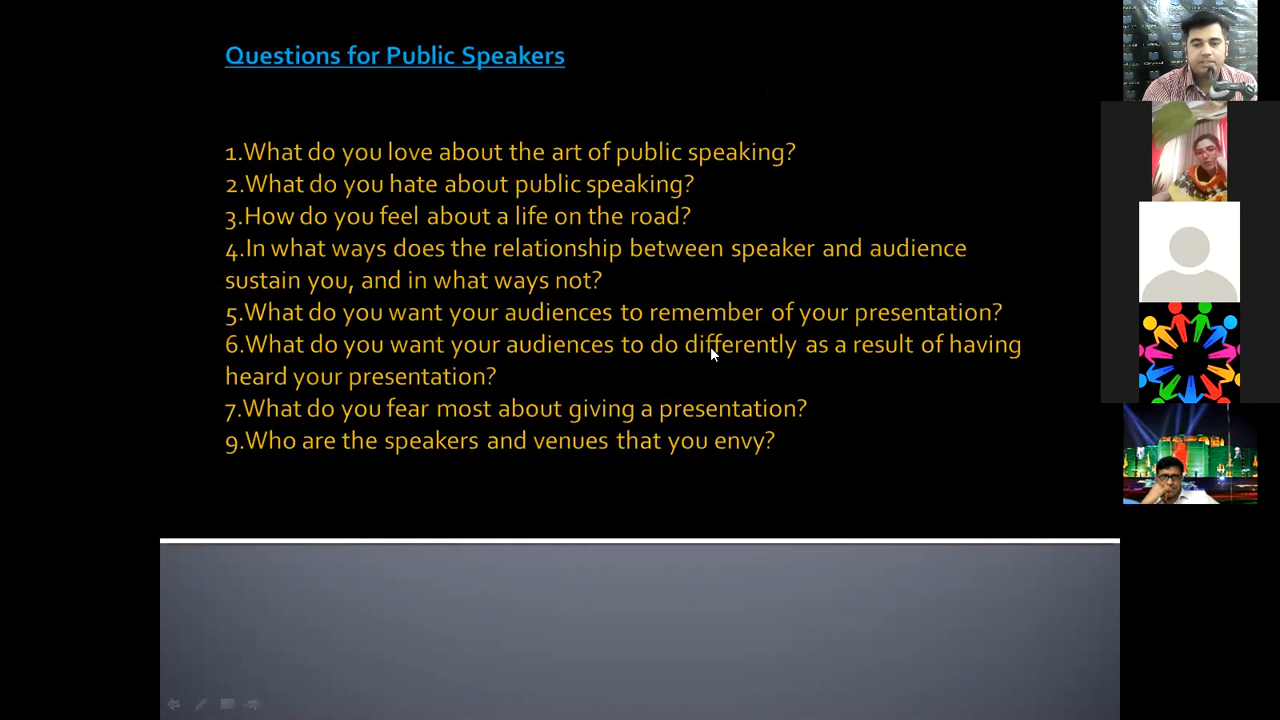 Questions for Public Speakers
1.What do you love about the art of public speaking?
2.What do you hate about public speaking?
3.How do you feel about a life on the road?
4.In what ways does the relationship between speaker and audience
sustain you, and in what ways not?
5.What do you want your audiences to remember of your presentation?
6.What do you want your audiences to do differently as a result of having
heard your presentation?
7.What do you fear most about giving a presentation?
9.Who are the speakers and venues that you envy?